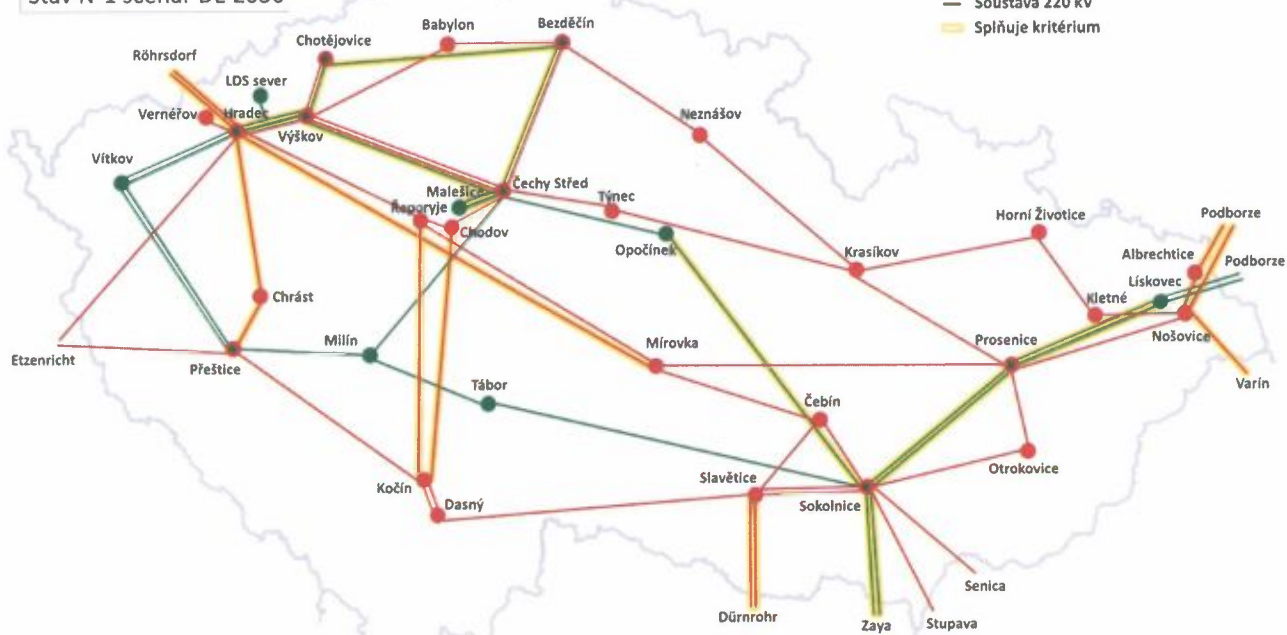 Stav N-1 scénář DE 2030
Soustava 220 kV
Splňuje kritérium
Babylon
Bezděčín
Chotějovice
Röhrsdorf
LDS sever
Vernéřov
Hradec
Výškov
Neznášov
Vítkov
Čechy Střed
Malešice
Týnec
Řeporyje
Chodov
Opočínek
Horní Životice
Podborze
Albrechtice
Podborze
Lískovec
Krasíkov
Kletné
Chrást
Nošovice
Milín
Mírovka
Prosenice
Etzenricht
Přeštice
Varín
Tábor
Čebín
Otrokovice
Slavětice
Kočín
Dasný
Sokolnice
Senica
Dürnrohr
Zaya
Stupava